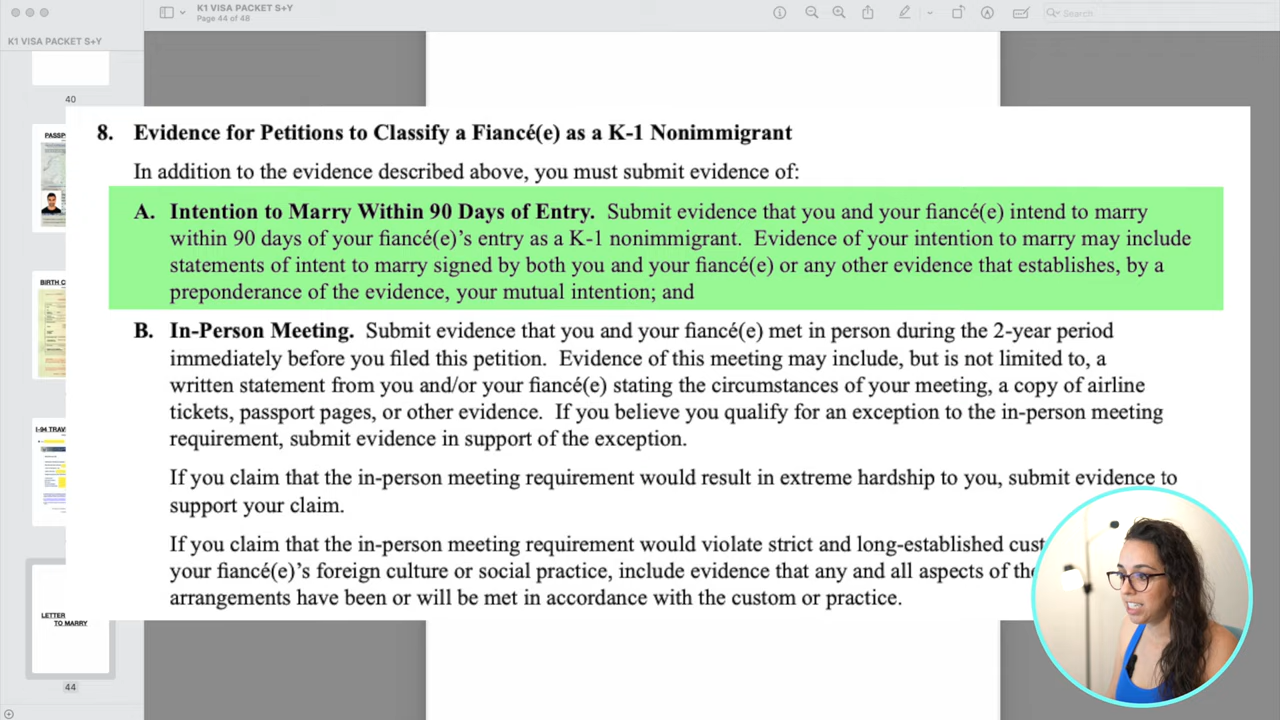 K1 VISA PACKET S+Y
Page 44 of 48
Search
K1 VISA PACKET S+Y
40
PASSP
BIRTH C
I-94 TRAV
LETTER
TO MARRY
44
8. Evidence for Petitions to Classify a Fiancé(e) as a K-1 Nonimmigrant
In addition to the evidence described above, you must submit evidence of:
A. Intention to Marry Within 90 Days of Entry. Submit evidence that you and your fiancé(e) intend to marry
within 90 days of your fiancé(e)’s entry as a K-1 nonimmigrant. Evidence of your intention to marry may include
statements of intent to marry signed by both you and your fiancé(e) or any other evidence that establishes, by a
preponderance of the evidence, your mutual intention; and
B. In-Person Meeting. Submit evidence that you and your fiancé(e) met in person during the 2-year period
immediately before you filed this petition. Evidence of this meeting may include, but is not limited to, a
written statement from you and/or your fiancé(e) stating the circumstances of your meeting, a copy of airline
tickets, passport pages, or other evidence. If you believe you qualify for an exception to the in-person meeting
requirement, submit evidence in support of the exception.
If you claim that the in-person meeting requirement would result in extreme hardship to you, submit evidence to
support your claim.
If you claim that the in-person meeting requirement would violate strict and long-established cust
your fiancé(e)’s foreign culture or social practice, include evidence that any and all aspects of the
arrangements have been or will be met in accordance with the custom or practice.